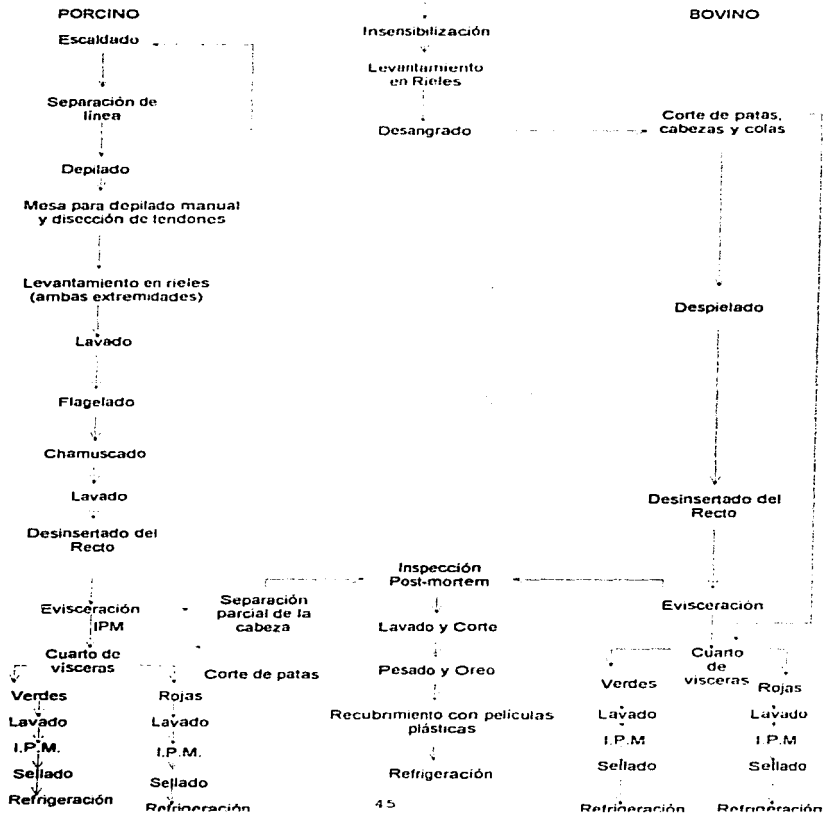 PORCINO
Escaldado
Separación de
línea
Depilado
Mesa para depilado manual
y disección de tendones
Levantamiento en rieles
(ambas extremidades)
Lavado
Flagelado
Chamuscado
Lavado
Desinsertado del
Recto
Evisceración
IPM
Cuarto de
vísceras
Verdes
Lavado
I.P.M.
Sellado
Refrigeración
Rojas
Lavado
I.P.M.
Sellado
Refrigeración
Separación
parcial de la
cabeza
Corte de patas
Insensibilización
Levantamiento
en Rieles
Desangrado
Inspección
Post-mortem
Lavado y Corte
Pesado y Oreo
Recubrimiento con películas
plásticas
Refrigeración
45
BOVINO
Corte de patas,
cabezas y colas
Despielado
Desinsertado del
Recto
Evisceración
Cuarto
de
vísceras
Verdes
Lavado
I.P.M
Sellado
Refrigeración
Rojas
Lavado
I.P.M
Sellado
Refrigeración